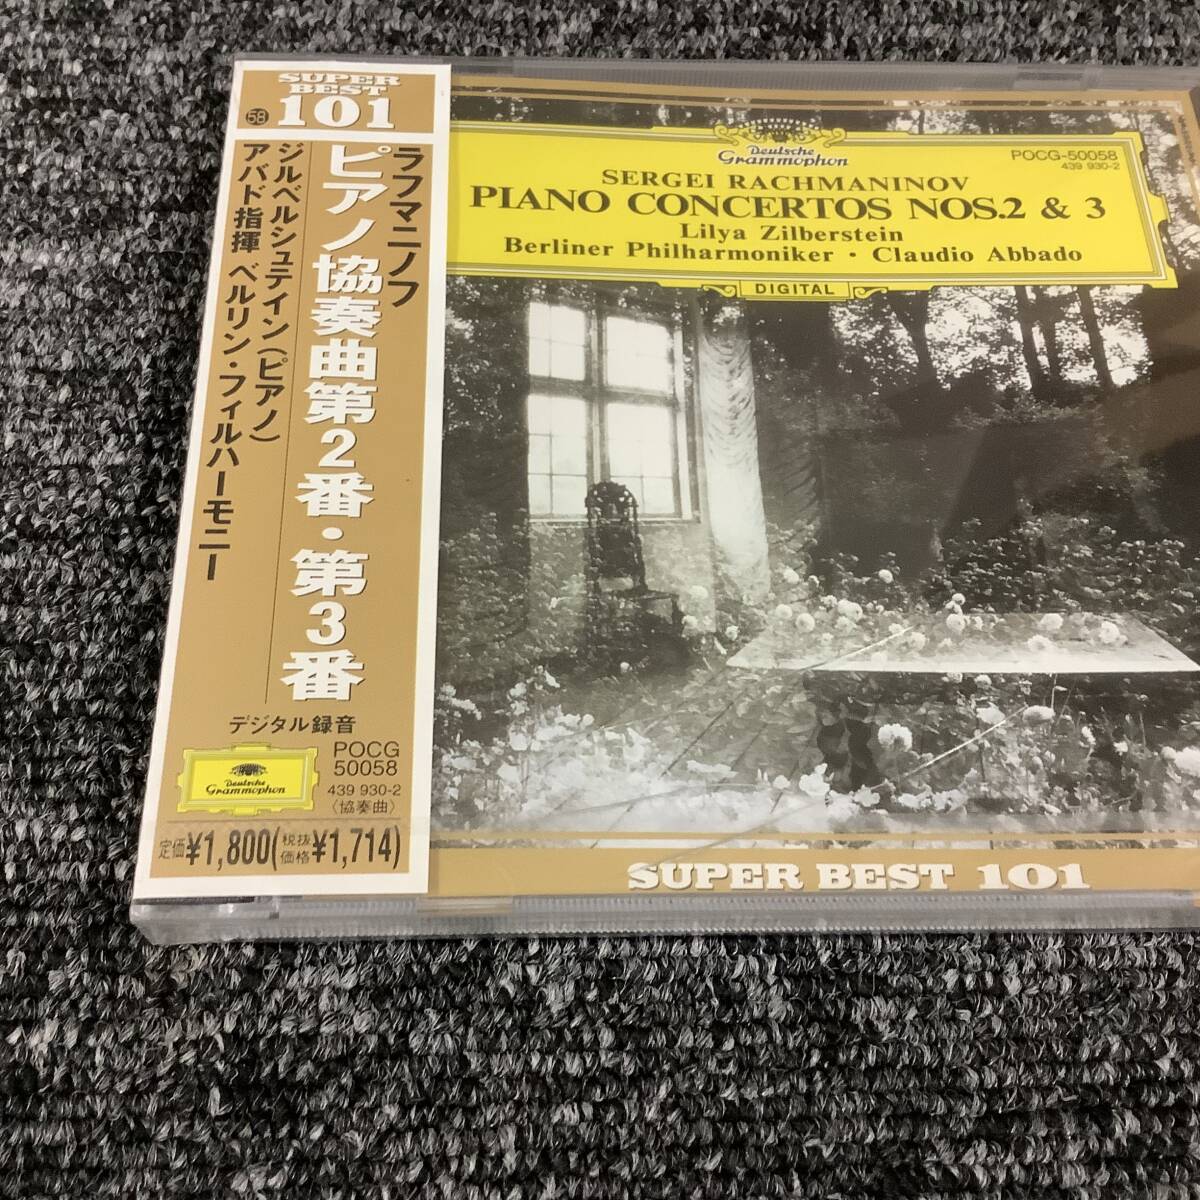 SUPER
BEST
58 101
ラフマニノフ
ピアノ協奏曲第2番・第3番
ジルベルシュテイン(ピアノ)
アバド指揮 ベルリン・フィルハーモニー
デジタル録音
Deutsche
Grammophon
POCG
50058
439 930-2
〈協奏曲〉
定価¥1,800(税抜価格¥1,714)
Deutsche
Grammophon
POCG-50058
439 930-2
SERGEI RACHMANINOV
PIANO CONCERTOS NOS.2 & 3
Lilya Zilberstein
Berliner Philharmoniker · Claudio Abbado
DIGITAL
SUPER BEST 101